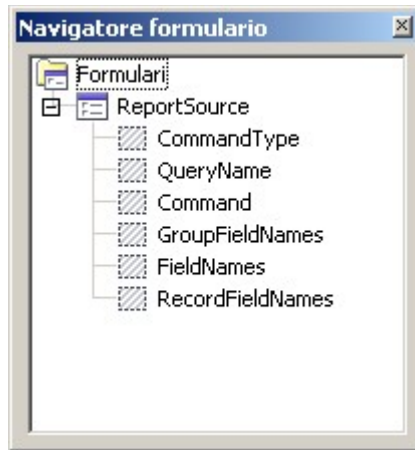 Navigatore formulario
Formulari
ReportSource
CommandType
QueryName
Command
GroupFieldNames
FieldNames
RecordFieldNames